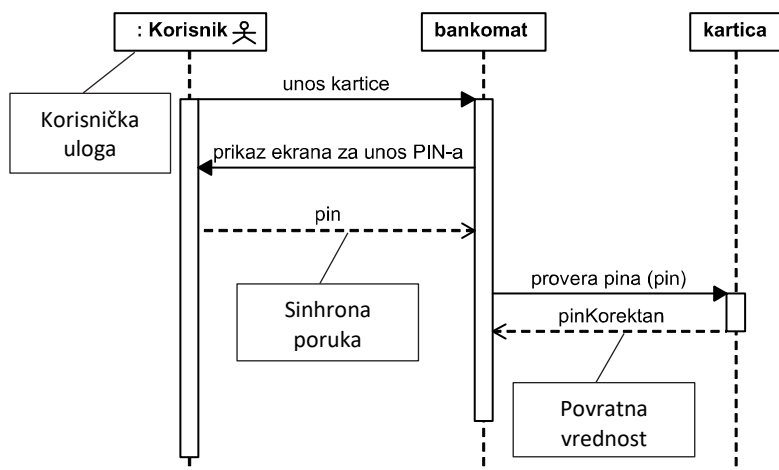 : Korisnik
bankomat
kartica
unos kartice
Korisnička
uloga
prikaz ekrana za unos PIN-a
pin
provera pina (pin)
Sinhrona
poruka
pinKorektan
Povratna
vrednost